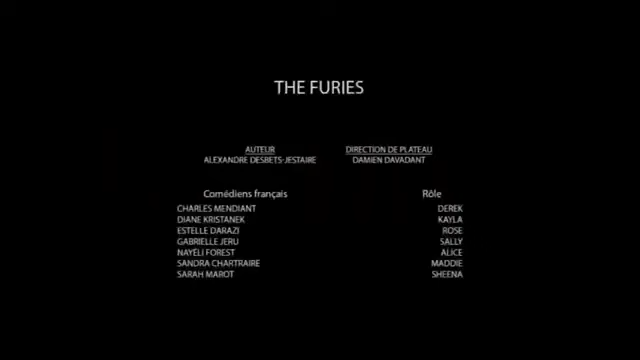 THE FURIES
AUTEUR DIRECTION DE PLATEAU
ALEXANDRE DESBETS-JESTAIRE DAMIEN DAVADANT
Comédiens français Rôle
CHARLES MENDIANT DEREK
DIANE KRISTANEK KAYLA
ESTELLE DARAZI ROSE
GABRIELLE JERU SALLY
NAYÉLI FOREST ALICE
SANDRA CHARTRAIRE MADDIE
SARAH MAROT SHEENA